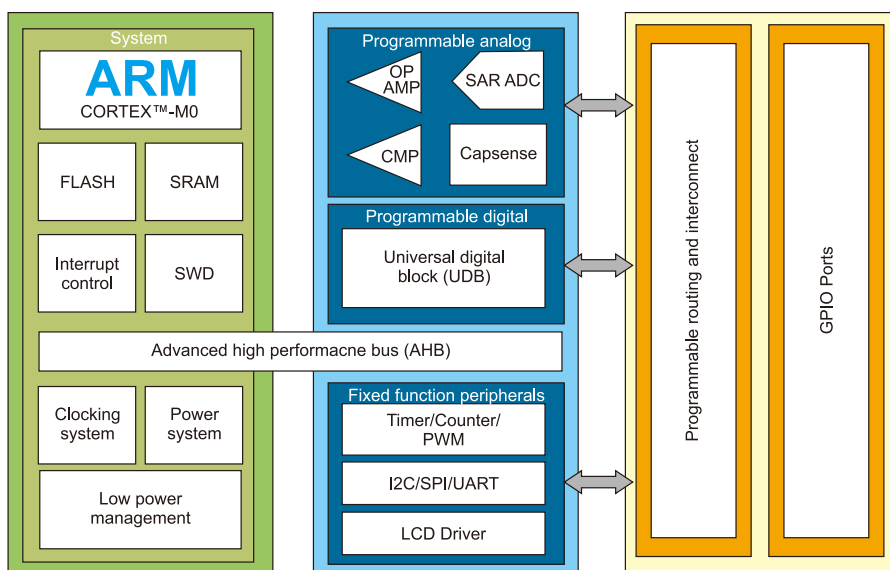 System
ARM
CORTEX™-M0
FLASH
SRAM
Interrupt
control
SWD
Advanced high performacne bus (AHB)
Clocking
system
Power
system
Low power
management
Programmable analog
OP
AMP
SAR ADC
CMP
Capsense
Programmable digital
Universal digital
block (UDB)
Fixed function peripherals
Timer/Counter/
PWM
I2C/SPI/UART
LCD Driver
Programmable routing and interconnect
GPIO Ports